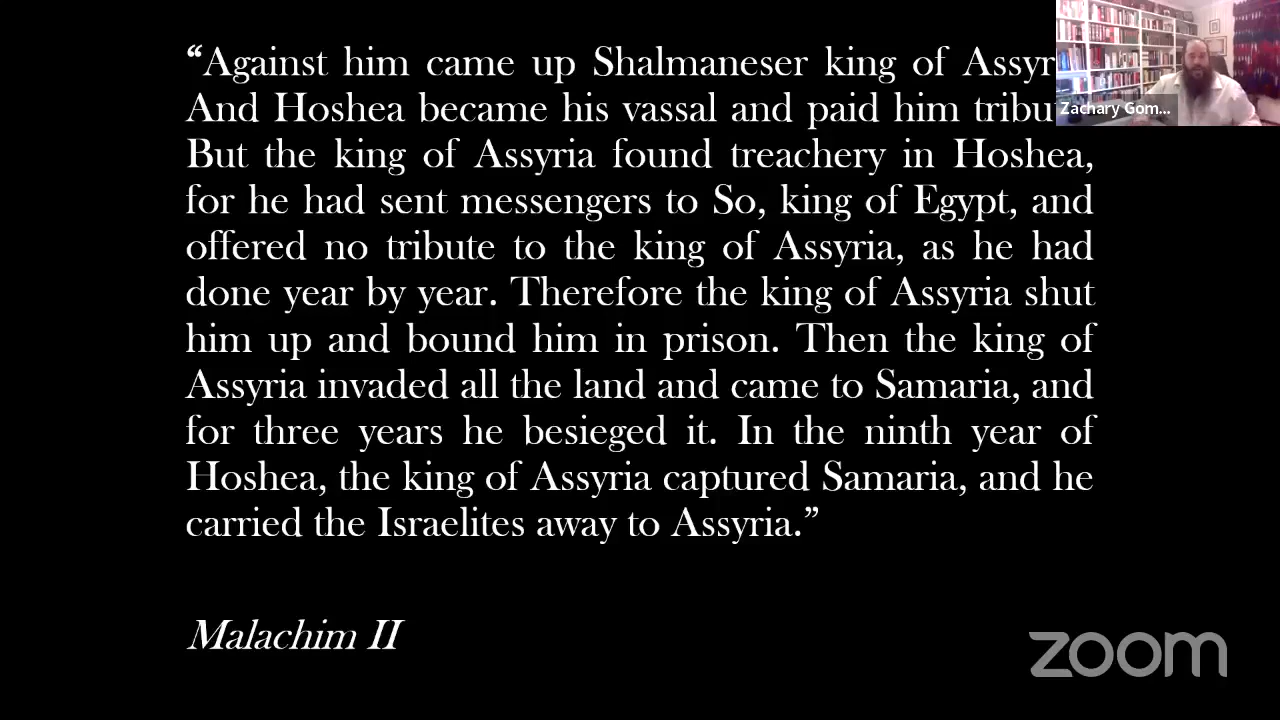 “Against him came up Shalmaneser king of Assyr
And Hoshea became his vassal and paid him tribu
But the king of Assyria found treachery in Hoshea,
for he had sent messengers to So, king of Egypt, and
offered no tribute to the king of Assyria, as he had
done year by year. Therefore the king of Assyria shut
him up and bound him in prison. Then the king of
Assyria invaded all the land and came to Samaria, and
for three years he besieged it. In the ninth year of
Hoshea, the king of Assyria captured Samaria, and he
carried the Israelites away to Assyria.”
Malachim II
Zachary Gom...
zoom